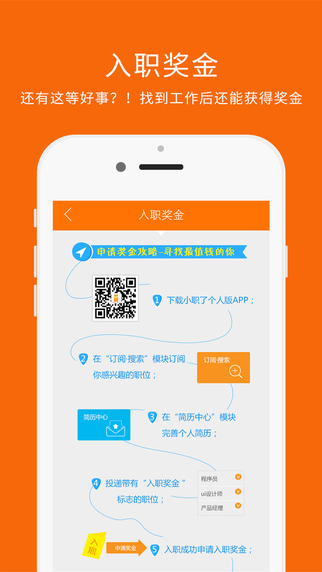 入职奖金
还有这等好事？！找到工作后还能获得奖金
入职奖金
申请奖金攻略-寻找最值钱的你
1 下载小职了个人版APP；
2 在“订阅·搜索”模块订阅
你感兴趣的职位；
订阅·搜索
简历中心
3 在“简历中心”模块
完善个人简历；
4 投递带有“入职奖金“
标志的职位；
程序员
ui设计师
产品经理
入职
申请奖金
5 入职成功申请入职奖金；